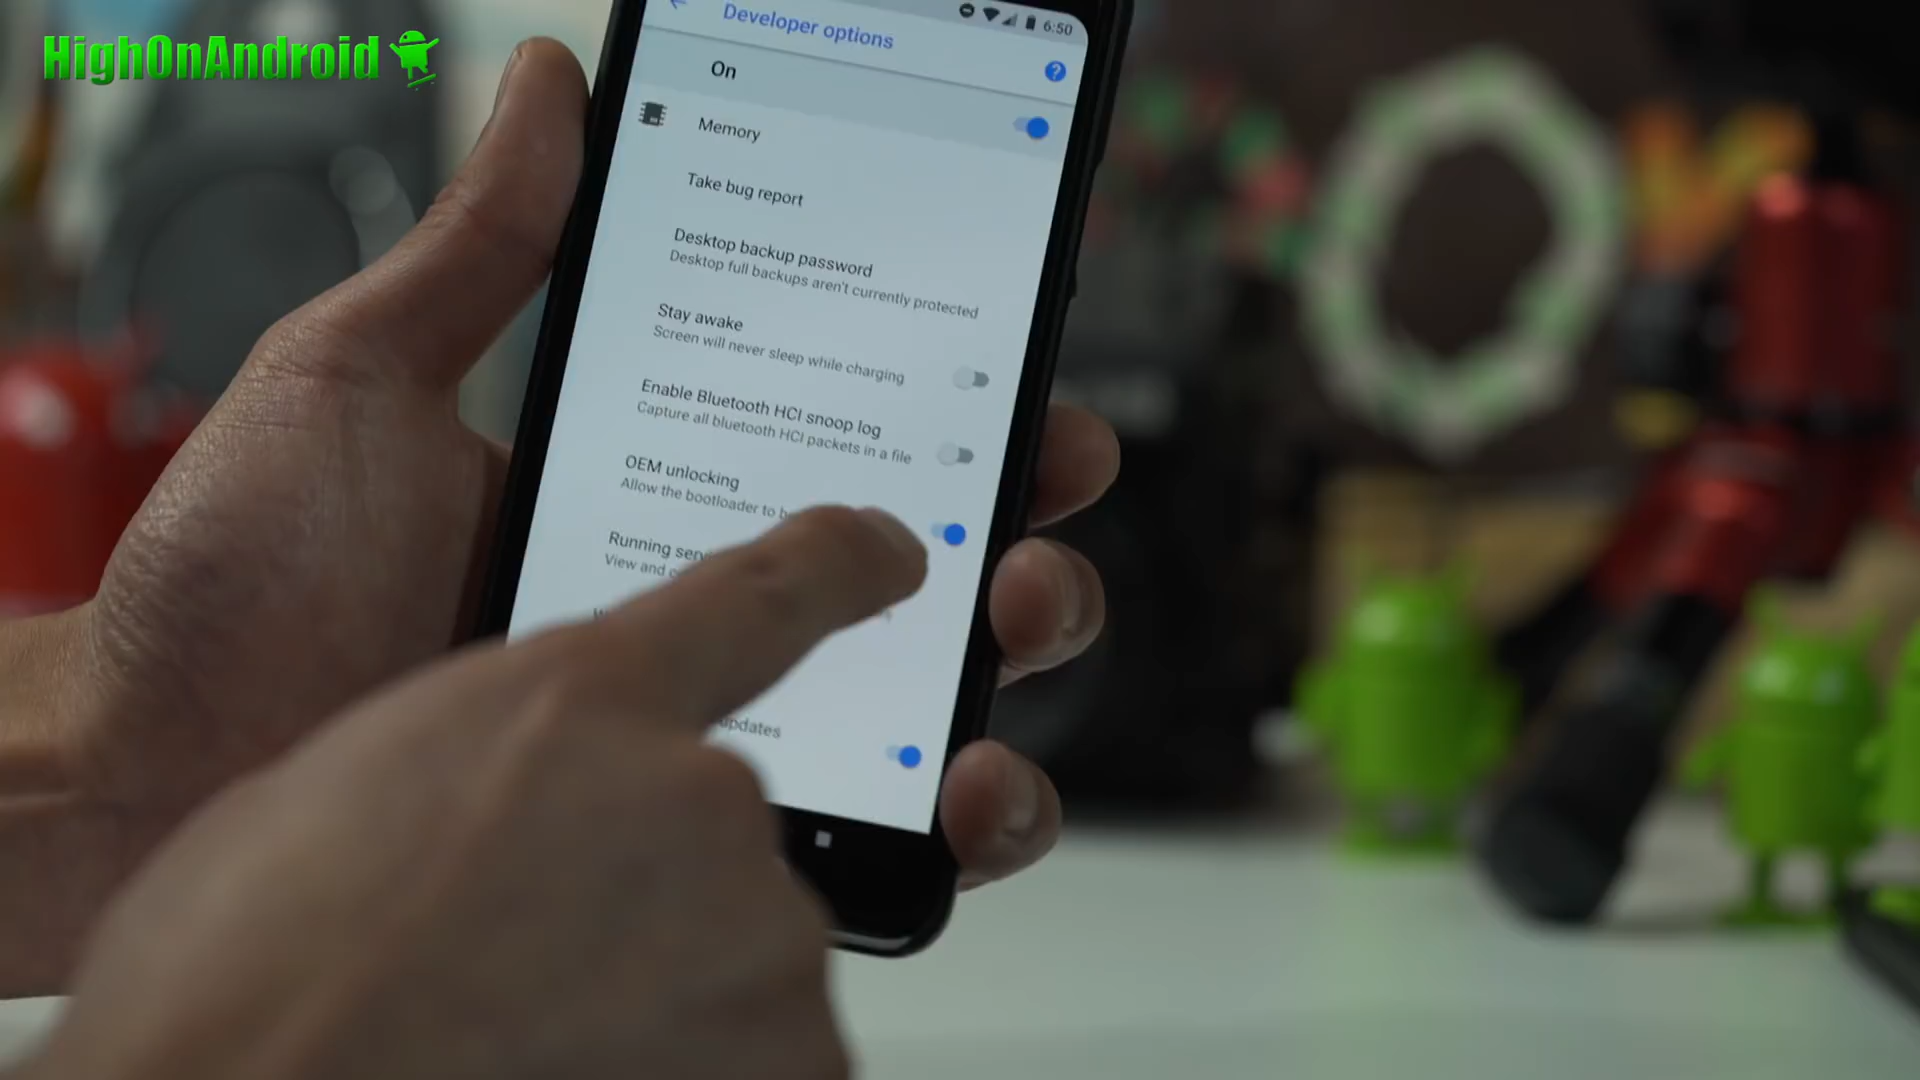 HighOnAndroid
6:50
Developer options
On
Memory
Take bug report
Desktop backup password
Desktop full backups aren't currently protected
Stay awake
Screen will never sleep while charging
Enable Bluetooth HCI snoop log
Capture all bluetooth HCI packets in a file
OEM unlocking
Allow the bootloader to
Running
View and
updates